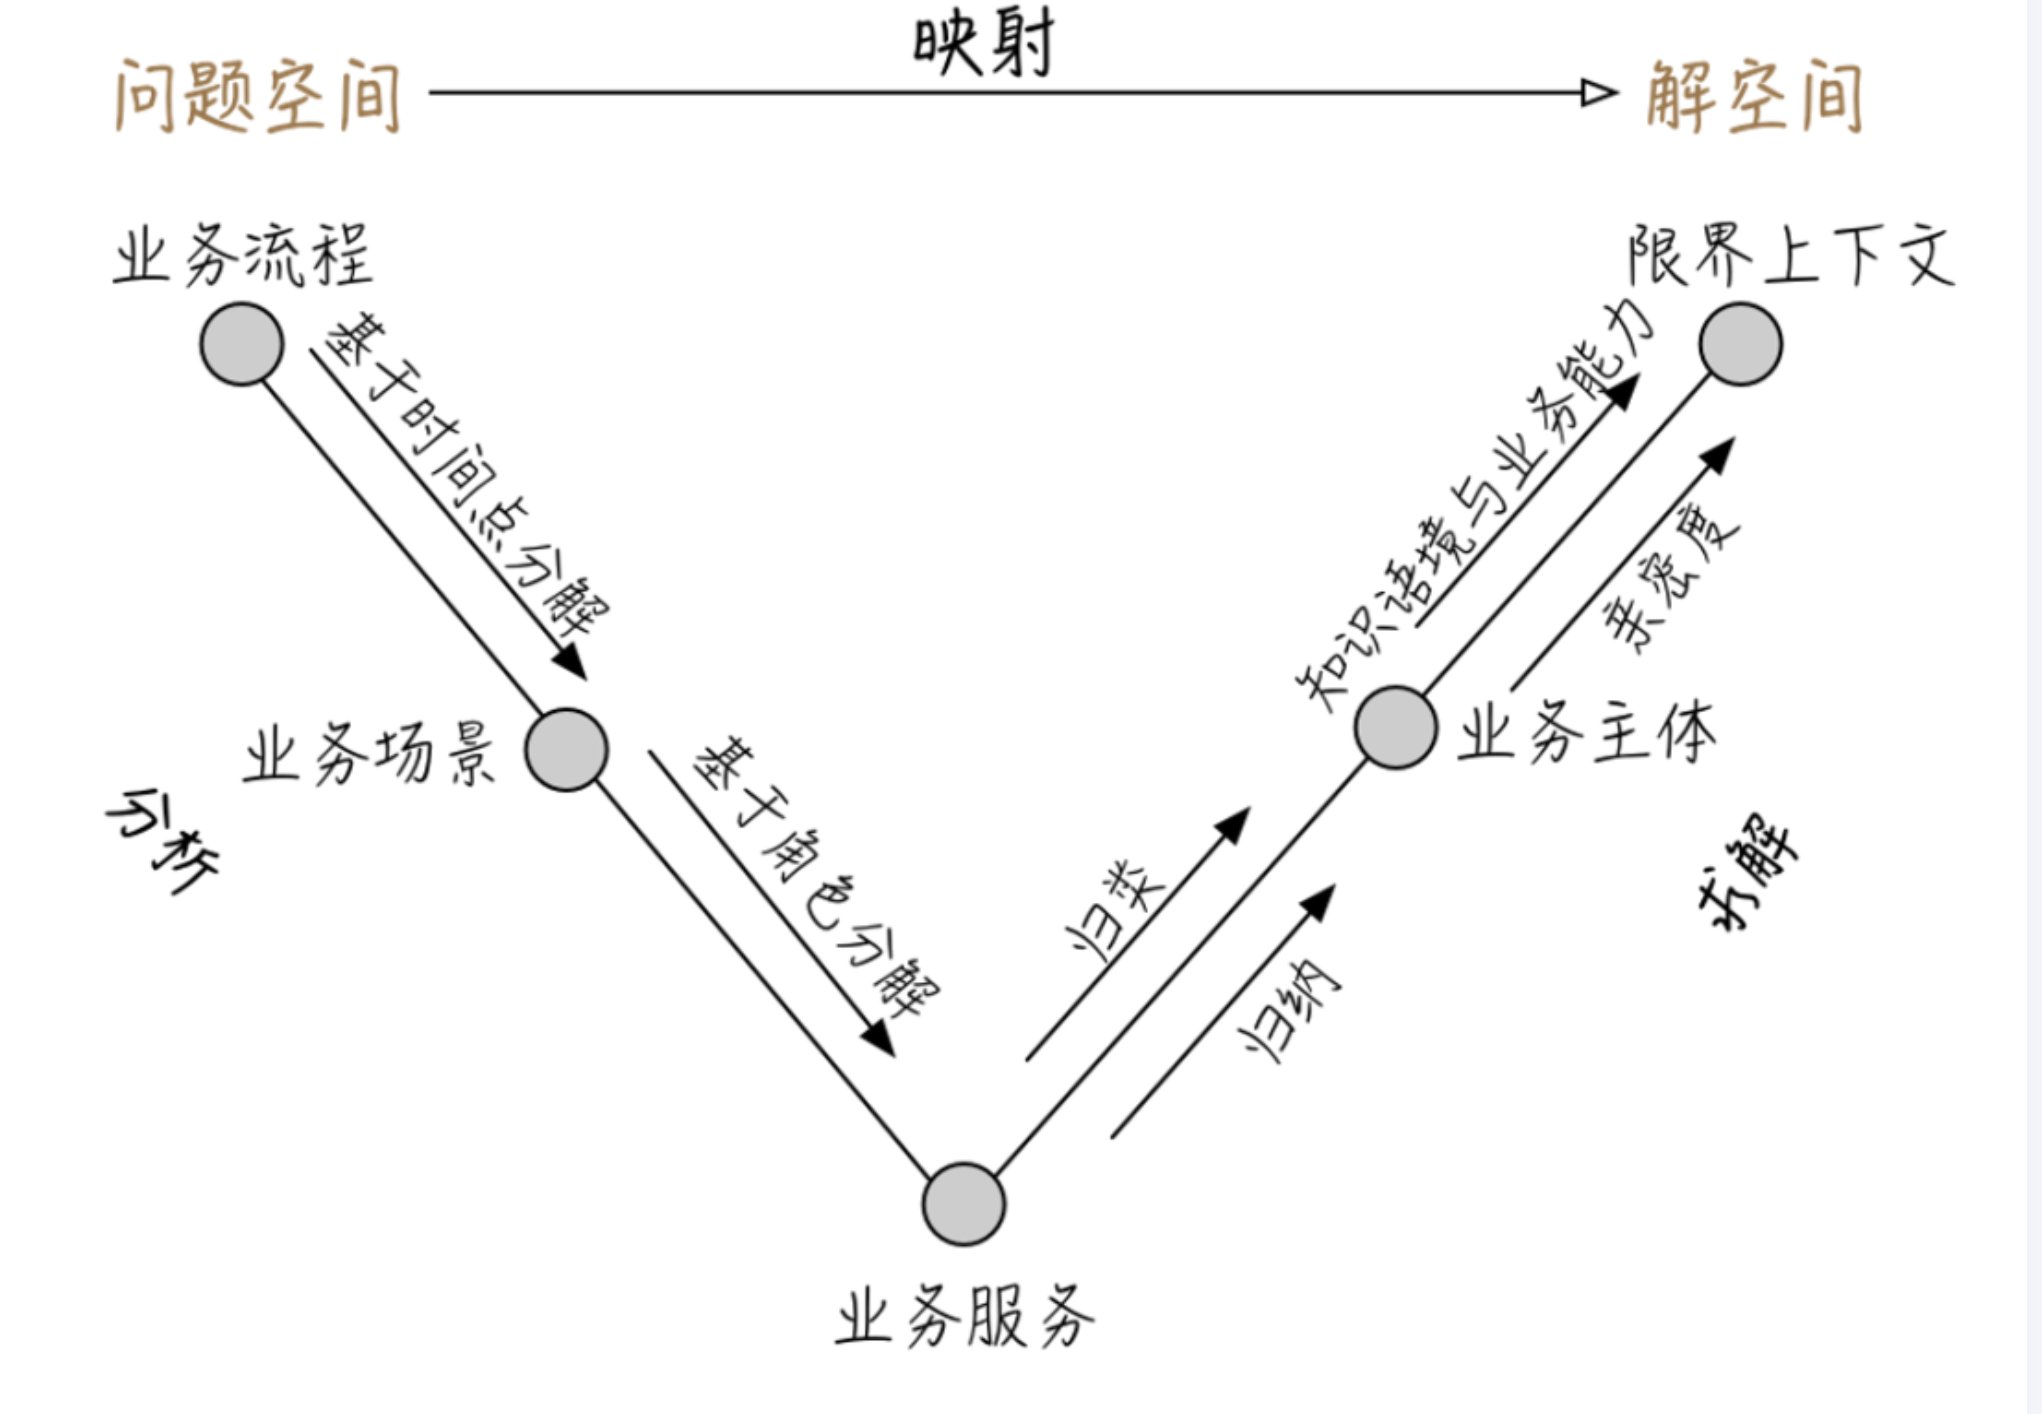 映射
问题空间
解空间
业务流程
限界上下文
基于时间点分解
知识语境与业务能力
亲密度
业务场景
业务主体
分析
基于角色分解
归类
归纳
求解
业务服务